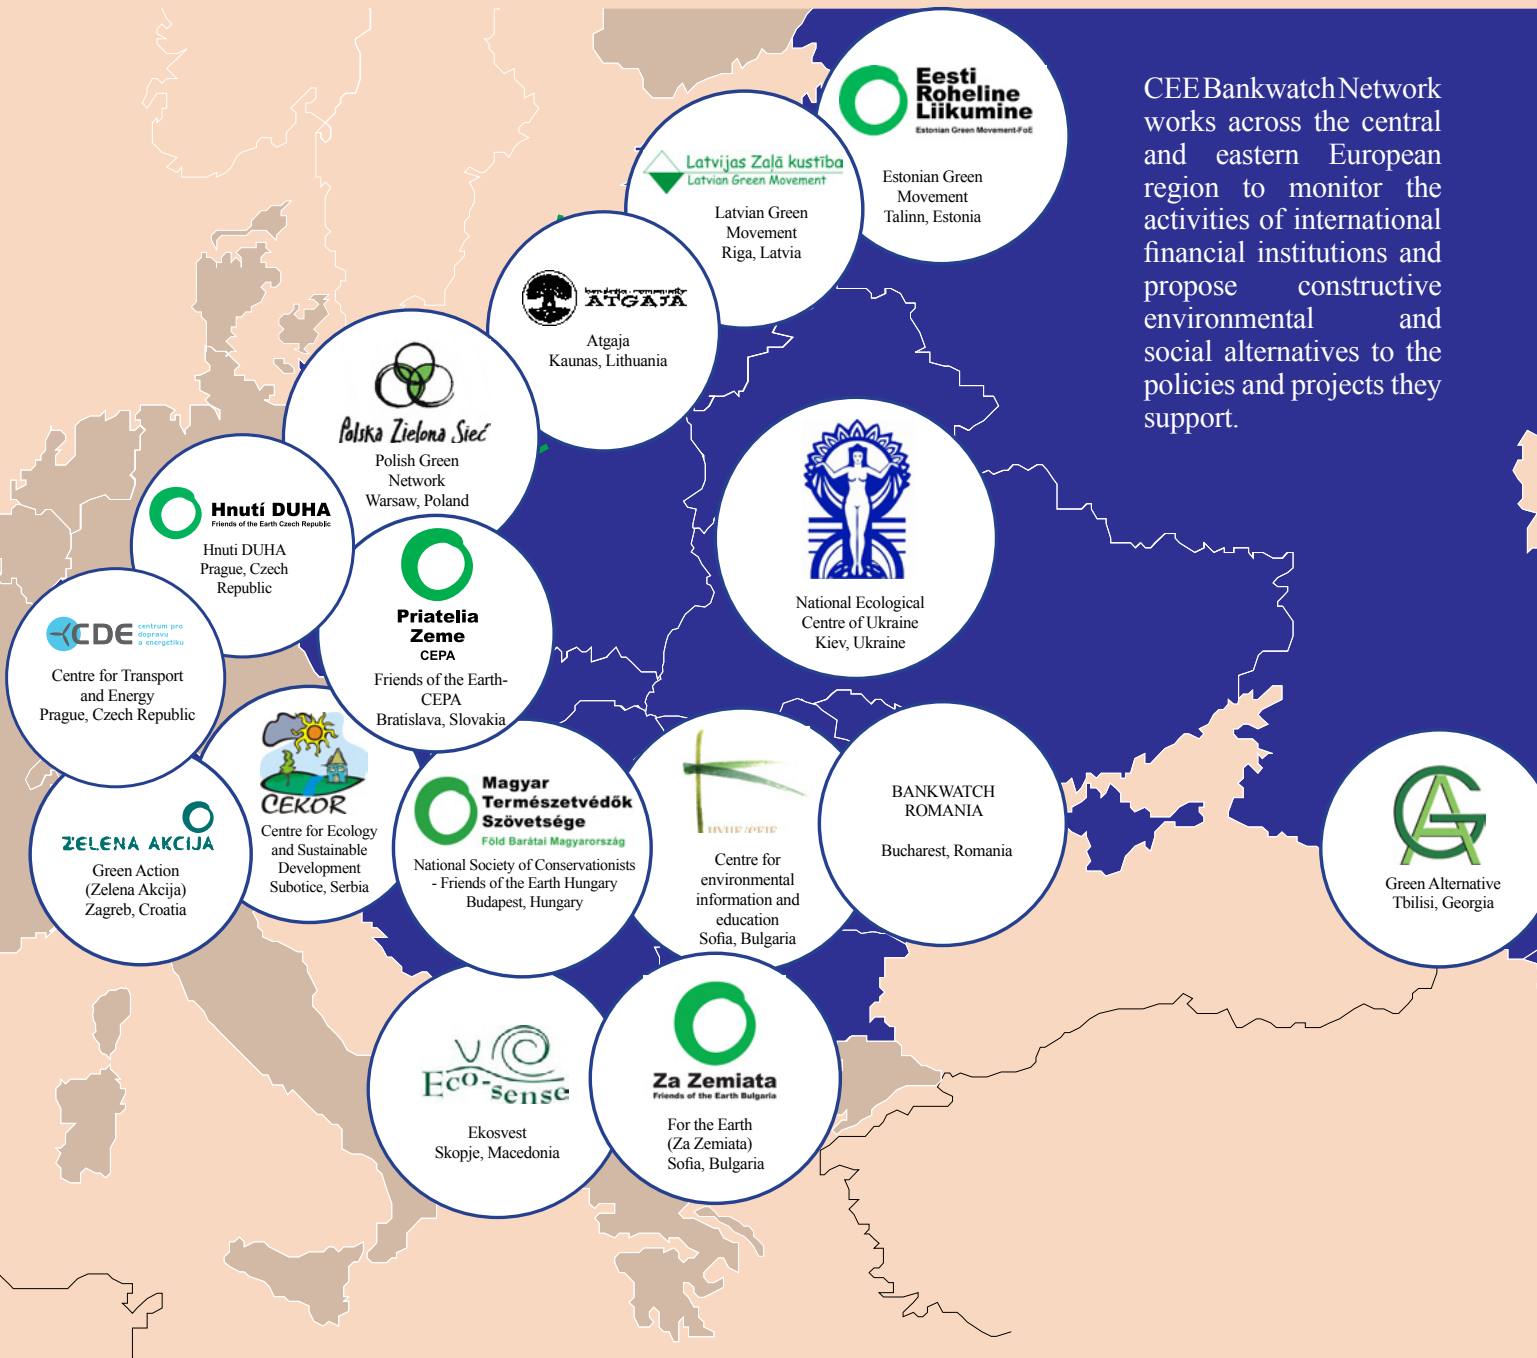 CEE Bankwatch Network
works across the central
and eastern European
region to monitor the
activities of international
financial institutions and
propose constructive
environmental and
social alternatives to the
policies and projects they
support.
Eesti
Roheline
Liikumine
Estonian Green Movement-FoE
Estonian Green
Movement
Talinn, Estonia
Latvijas Zaļā kustība
Latvian Green Movement
Latvian Green
Movement
Riga, Latvia
ATGAJA
Atgaja
Kaunas, Lithuania
Polska Zielona Sieć
Polish Green
Network
Warsaw, Poland
Hnutí DUHA
Friends of the Earth Czech Republic
Hnuti DUHA
Prague, Czech
Republic
Priatelia
Zeme
CEPA
Friends of the Earth-
CEPA
Bratislava, Slovakia
National Ecological
Centre of Ukraine
Kiev, Ukraine
CDE
centrum pro
dopravu
a energetiku
Centre for Transport
and Energy
Prague, Czech Republic
CEKOR
Centre for Ecology
and Sustainable
Development
Subotice, Serbia
ZELENA AKCIJA
Green Action
(Zelena Akcija)
Zagreb, Croatia
Magyar
Természetvédők
Szövetsége
Föld Barátai Magyarország
National Society of Conservationists
- Friends of the Earth Hungary
Budapest, Hungary
Centre for
environmental
information and
education
Sofia, Bulgaria
BANKWATCH
ROMANIA
Bucharest, Romania
GA
Green Alternative
Tbilisi, Georgia
Eco-sense
Ekosvest
Skopje, Macedonia
Za Zemiata
Friends of the Earth Bulgaria
For the Earth
(Za Zemiata)
Sofia, Bulgaria